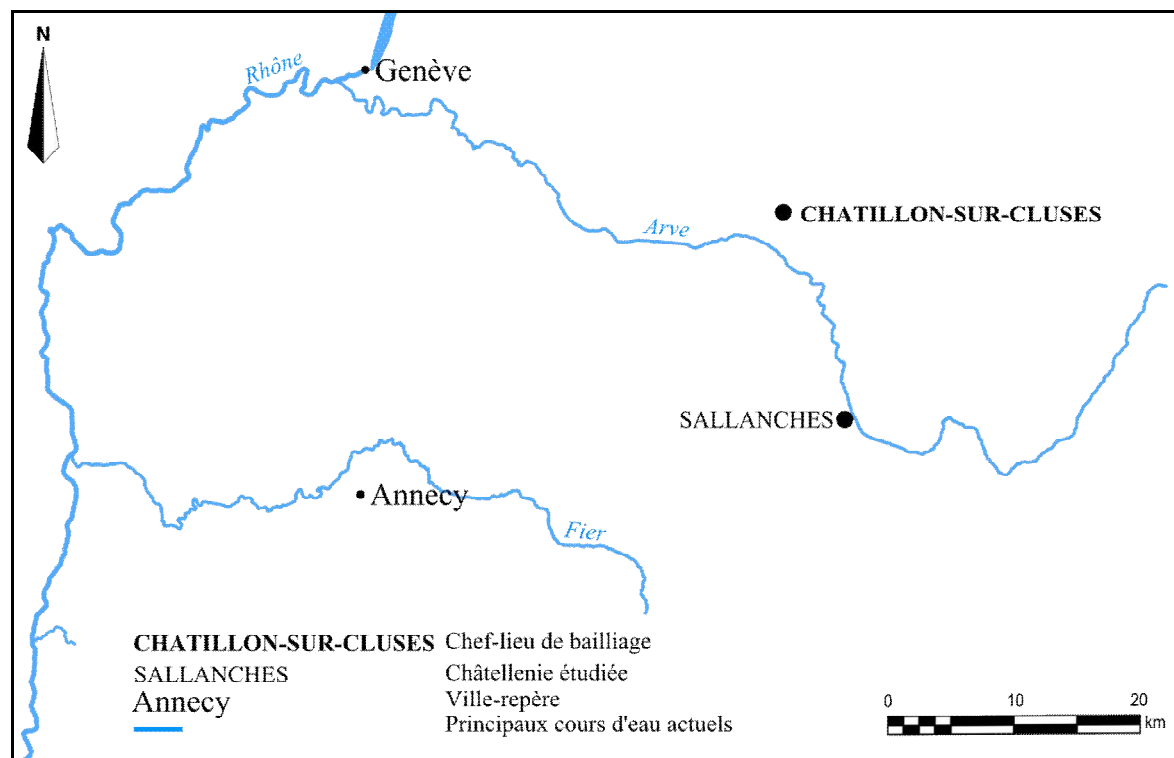 N
Rhône
Genève
CHATILLON-SUR-CLUSES
Arve
SALLANCHES
Annecy
Fier
CHATILLON-SUR-CLUSES Chef-lieu de bailliage
SALLANCHES Châtellenie étudiée
Annecy Ville-repère
Principaux cours d'eau actuels
0 10 20
km